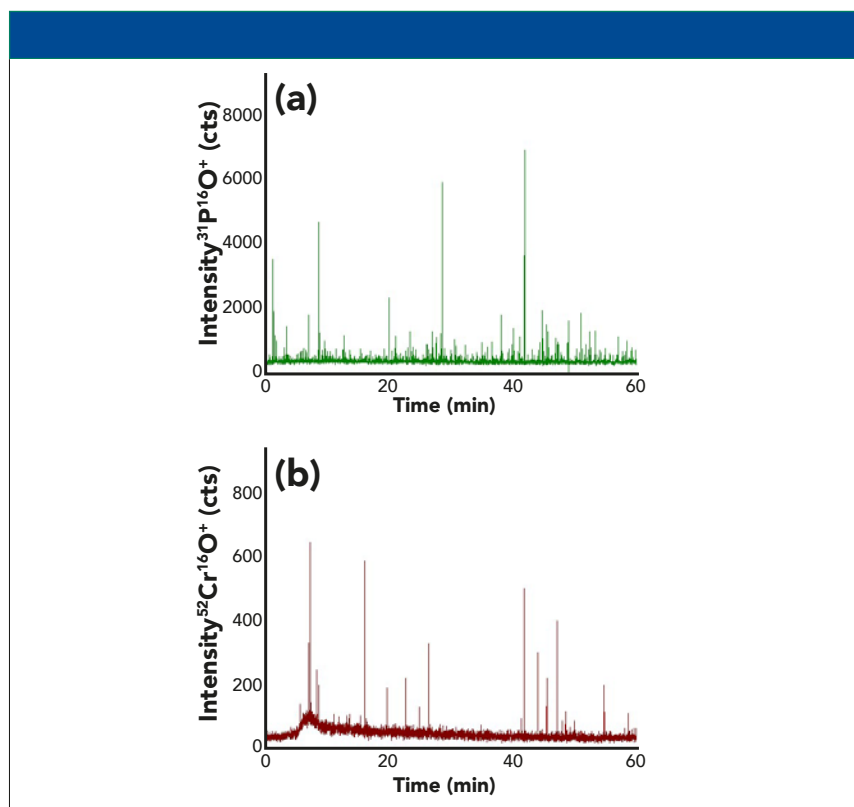 (a)
Intensity³¹P¹⁶O⁺ (cts)
8000
6000
4000
2000
0
0 20 40 60
Time (min)
(b)
Intensity⁵²Cr¹⁶O⁺ (cts)
800
600
400
200
0
0 20 40 60
Time (min)